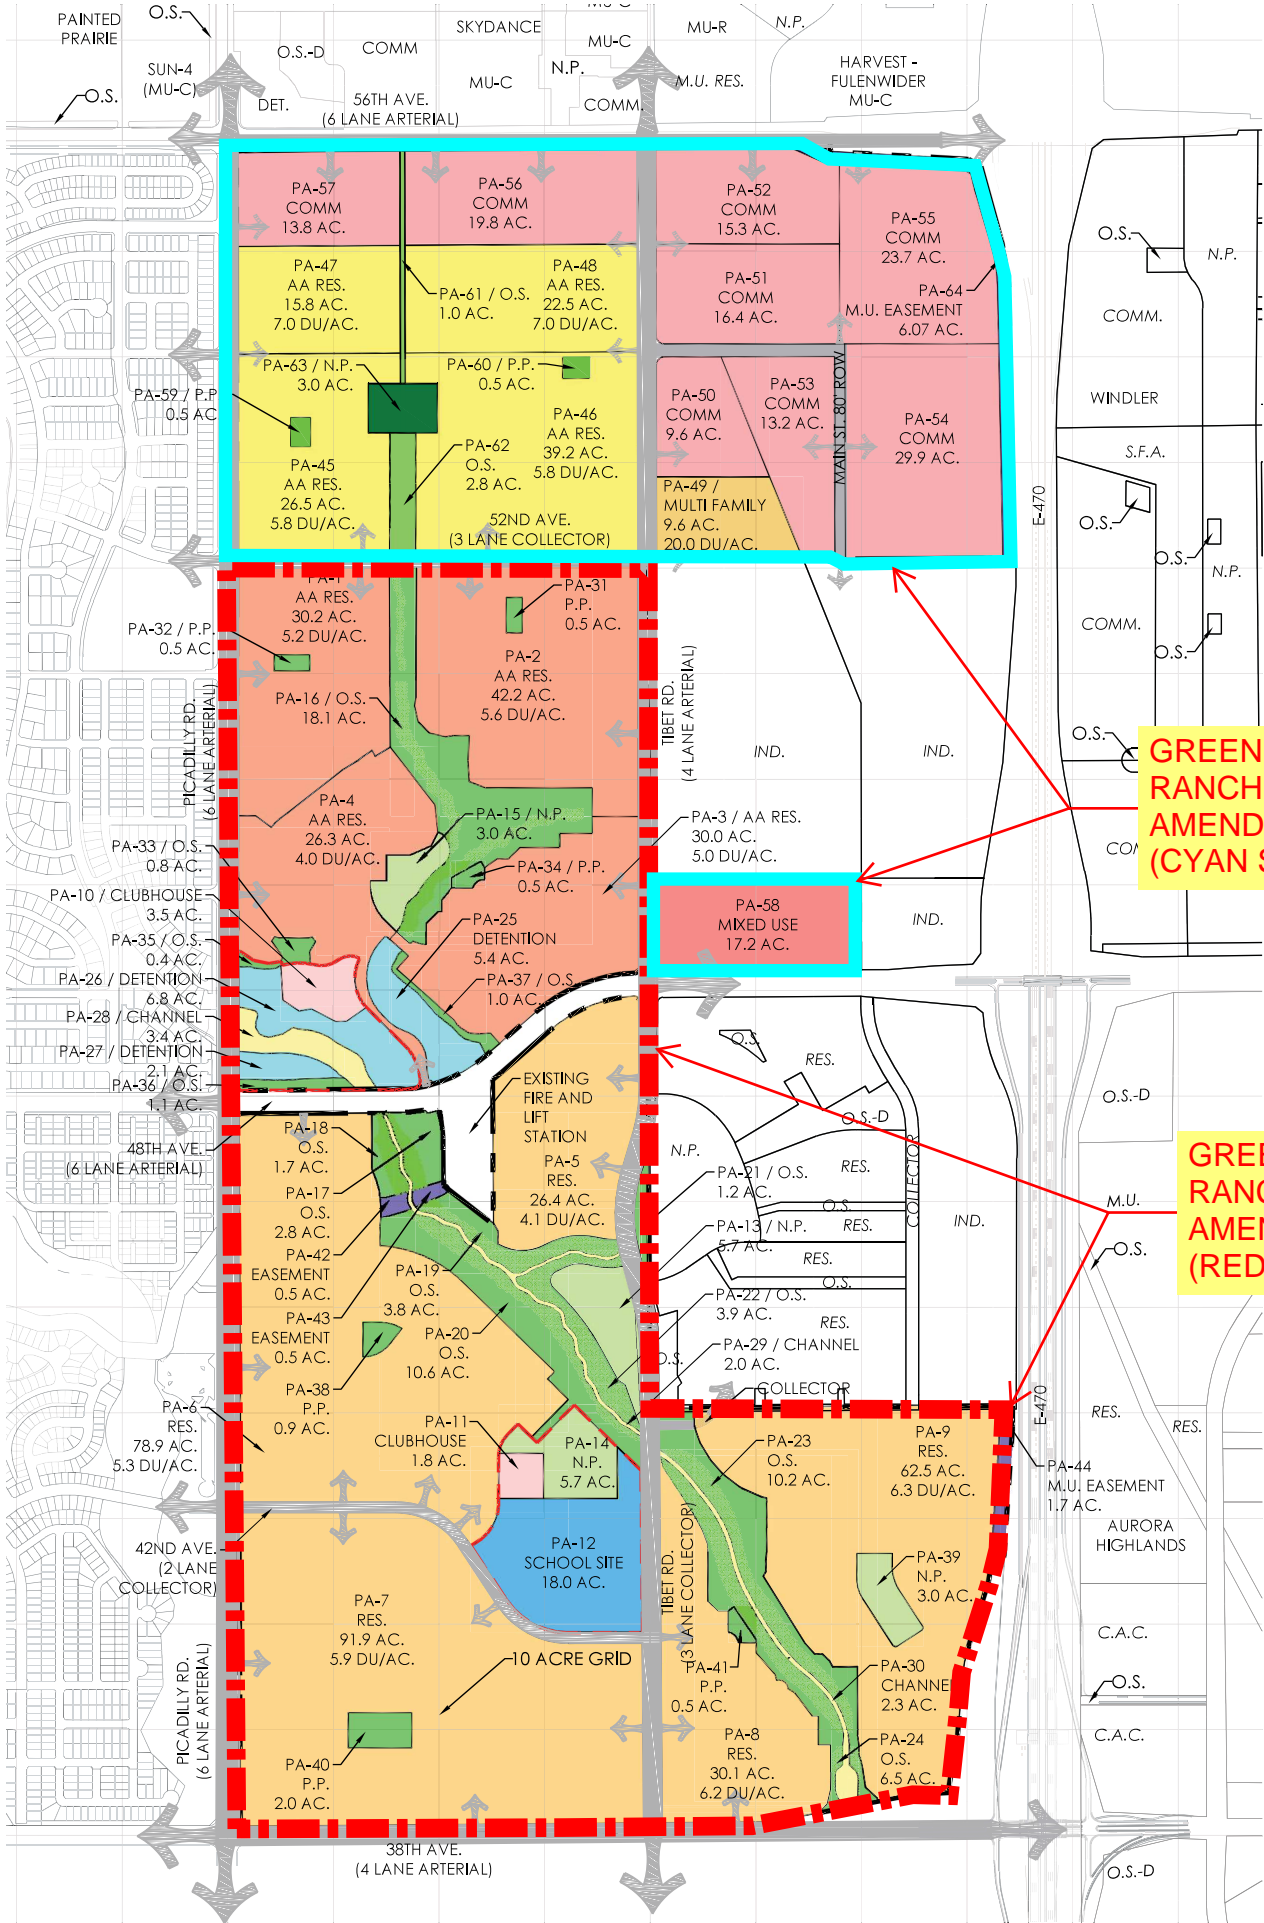 PAINTED
PRAIRIE
O.S.
SUN-4
(MU-C)
O.S.
O.S.-D
DET.
COMM
56TH AVE.
(6 LANE ARTERIAL)
SKYDANCE
MU-C
MU-C
N.P.
COMM.
MU-R
N.P.
M.U. RES.
HARVEST -
FULENWIDER
MU-C
PA-57
COMM
13.8 AC.
PA-56
COMM
19.8 AC.
PA-52
COMM
15.3 AC.
PA-55
COMM
23.7 AC.
PA-47
AA RES.
15.8 AC.
7.0 DU/AC.
PA-61 / O.S.
1.0 AC.
PA-48
AA RES.
22.5 AC.
7.0 DU/AC.
PA-51
COMM
16.4 AC.
PA-64
M.U. EASEMENT
6.07 AC.
O.S.
N.P.
COMM.
PA-63 / N.P.
3.0 AC.
PA-60 / P.P.
0.5 AC.
PA-59 / P.P
0.5 AC
PA-50
COMM
9.6 AC.
PA-53
COMM
13.2 AC.
MAIN ST. 80' ROW
PA-54
COMM
29.9 AC.
WINDLER
S.F.A.
PA-46
AA RES.
39.2 AC.
5.8 DU/AC.
PA-62
O.S.
2.8 AC.
PA-45
AA RES.
26.5 AC.
5.8 DU/AC.
52ND AVE.
(3 LANE COLLECTOR)
PA-49 /
MULTI FAMILY
9.6 AC.
20.0 DU/AC.
E-470
O.S.
O.S.
N.P.
COMM.
O.S.
PA-1
AA RES.
30.2 AC.
5.2 DU/AC.
PA-31
P.P.
0.5 AC.
PA-32 / P.P.
0.5 AC.
PA-2
AA RES.
42.2 AC.
5.6 DU/AC.
PA-16 / O.S.
18.1 AC.
PICADILLY RD.
(6 LANE ARTERIAL)
TIBET RD.
(4 LANE ARTERIAL)
IND.
IND.
O.S.
GREEN
RANCH
AMEND
(CYAN S
PA-4
AA RES.
26.3 AC.
4.0 DU/AC.
PA-15 / N.P.
3.0 AC.
PA-3 / AA RES.
30.0 AC.
5.0 DU/AC.
PA-33 / O.S.
0.8 AC.
PA-34 / P.P.
0.5 AC.
PA-10 / CLUBHOUSE
3.5 AC.
PA-58
MIXED USE
17.2 AC.
IND.
PA-25
DETENTION
5.4 AC.
PA-35 / O.S.
0.4 AC.
PA-26 / DETENTION
6.8 AC.
PA-37 / O.S.
1.0 AC.
PA-28 / CHANNEL
3.4 AC.
PA-27 / DETENTION
2.1 AC.
PA-36 / O.S.
1.1 AC.
EXISTING
FIRE AND
LIFT
STATION
O.S.
RES.
O.S.-D
O.S.-D
48TH AVE.
(6 LANE ARTERIAL)
PA-18
O.S.
1.7 AC.
PA-5
RES.
26.4 AC.
4.1 DU/AC.
N.P.
RES.
COLLECTOR
PA-21 / O.S.
1.2 AC.
O.S.
RES.
IND.
M.U.
GREE
RANC
AMEN
(RED
PA-17
O.S.
2.8 AC.
PA-13 / N.P.
5.7 AC.
RES.
O.S.
O.S.
PA-42
EASEMENT
0.5 AC.
PA-19
O.S.
3.8 AC.
PA-22 / O.S.
3.9 AC.
RES.
PA-43
EASEMENT
0.5 AC.
PA-20
O.S.
10.6 AC.
PA-29 / CHANNEL
2.0 AC.
O.S.
COLLECTOR
PA-38
P.P.
0.9 AC.
PA-6
RES.
78.9 AC.
5.3 DU/AC.
PA-11
CLUBHOUSE
1.8 AC.
PA-14
N.P.
5.7 AC.
PA-23
O.S.
10.2 AC.
PA-9
RES.
62.5 AC.
6.3 DU/AC.
E-470
RES.
RES.
PA-44
M.U. EASEMENT
1.7 AC.
AURORA
HIGHLANDS
42ND AVE.
(2 LANE
COLLECTOR)
PA-12
SCHOOL SITE
18.0 AC.
TIBET RD.
(3 LANE COLLECTOR)
PA-39
N.P.
3.0 AC.
PA-7
RES.
91.9 AC.
5.9 DU/AC.
10 ACRE GRID
C.A.C.
PA-41
P.P.
0.5 AC.
PA-30
CHANNE
2.3 AC.
O.S.
PICADILLY RD.
(6 LANE ARTERIAL)
C.A.C.
PA-40
P.P.
2.0 AC.
PA-8
RES.
30.1 AC.
6.2 DU/AC.
PA-24
O.S.
6.5 AC.
38TH AVE.
(4 LANE ARTERIAL)
O.S.-D